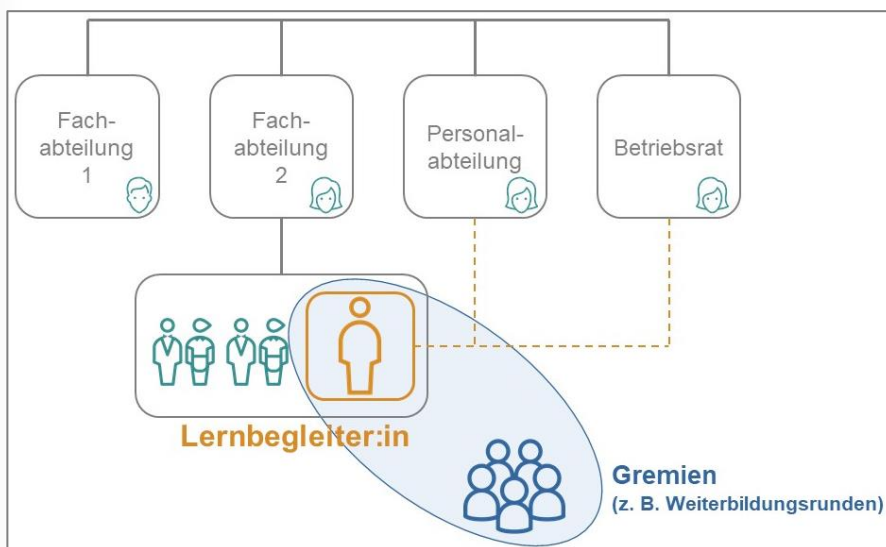 Fach-
abteilung
1
Fach-
abteilung
2
Personal-
abteilung
Betriebsrat
Lernbegleiter:in
Gremien
(z. B. Weiterbildungsrunden)